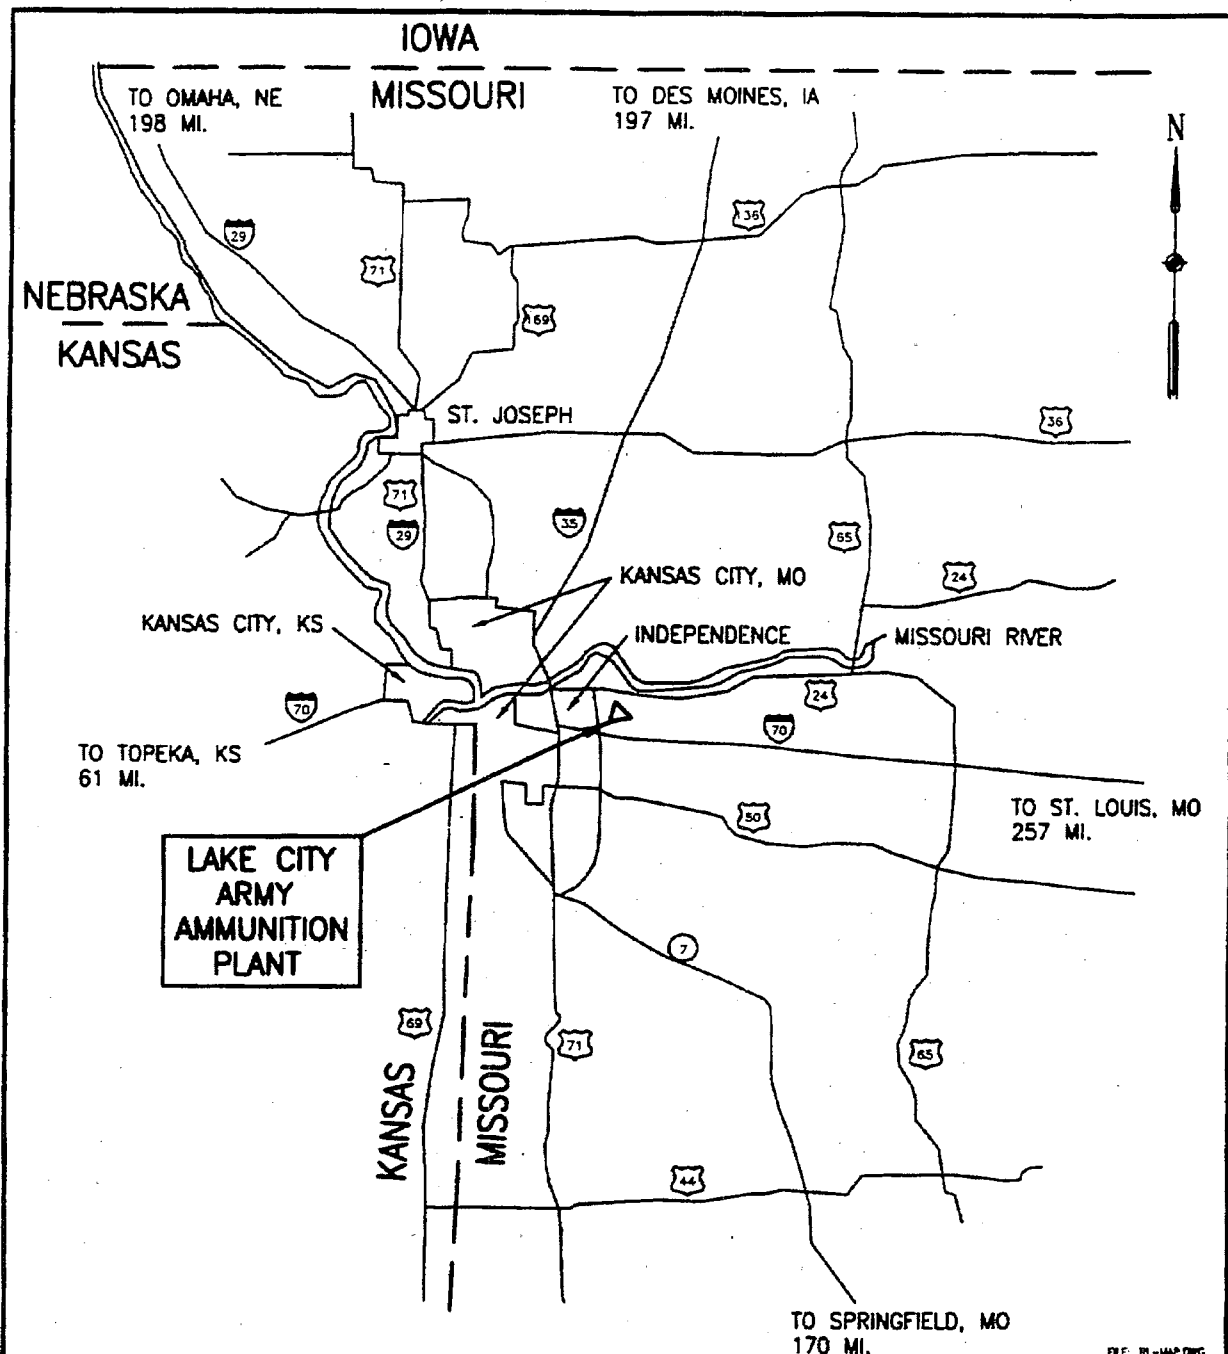 IOWA
MISSOURI
TO OMAHA, NE
198 MI.
TO DES MOINES, IA
197 MI.
N
136
29
71
NEBRASKA
KANSAS
169
ST. JOSEPH
36
71
29
35
65
24
KANSAS CITY, MO
KANSAS CITY, KS
INDEPENDENCE
MISSOURI RIVER
70
24
70
TO TOPEKA, KS
61 MI.
TO ST. LOUIS, MO
257 MI.
50
LAKE CITY
ARMY
AMMUNITION
PLANT
7
69
71
65
KANSAS
MISSOURI
44
TO SPRINGFIELD, MO
170 MI.